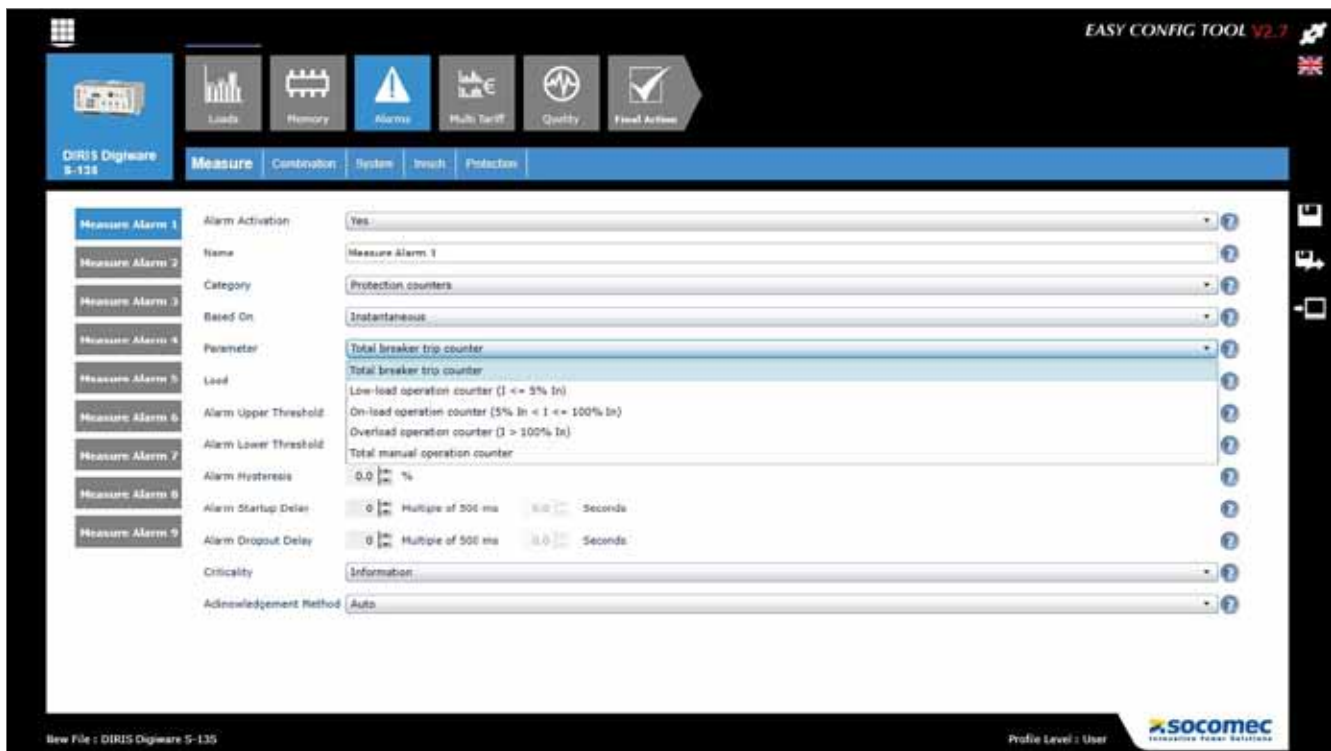 EASY CONFIG TOOL V2.7
Loads
Memory
Alarms
Multi Tariff
Quality
Final Action
DIRIS Digiware
S-135
Measure
Combination
System
Inrush
Protection
Measure Alarm 1
Measure Alarm 2
Measure Alarm 3
Measure Alarm 4
Measure Alarm 5
Measure Alarm 6
Measure Alarm 7
Measure Alarm 8
Measure Alarm 9
Alarm Activation Yes
Name Measure Alarm 1
Category Protection counters
Based On Instantaneous
Parameter Total breaker trip counter
Total breaker trip counter
Load
Low-load operation counter (I <= 5% In)
Alarm Upper Threshold On-load operation counter (5% In < I <= 100% In)
Overload operation counter (I > 100% In)
Alarm Lower Threshold
Total manual operation counter
Alarm Hysteresis 0.0 %
Alarm Startup Delay 0 Multiple of 500 ms 0.0 Seconds
Alarm Dropout Delay 0 Multiple of 500 ms 0.0 Seconds
Criticality Information
Acknowledgement Method Auto
New File : DIRIS Digiware S-135
Profile Level : User
socomec
Innovative Power Solutions